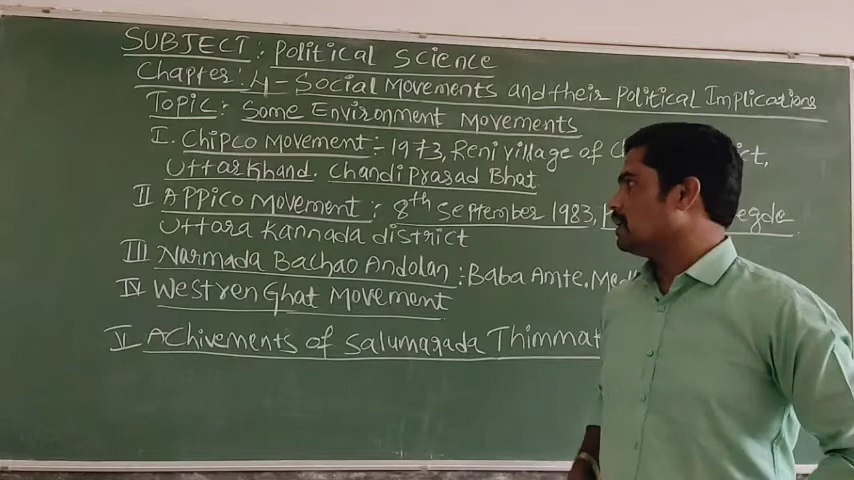 SUBJECT: Political Science
Chapter: 4 - Social Movements and their Political Implications
Topic: Some Environment Movements
I. Chipco Movement:- 1973, Reni village of
Uttarkhand. Chandi Prasad Bhat.
II APPico Movement: 8th September 1983,
Uttara Kannada district
III Narmada Bachao Andolan: Baba Amte.
IV Westren Ghat Movement
V Achivements of Salumarada